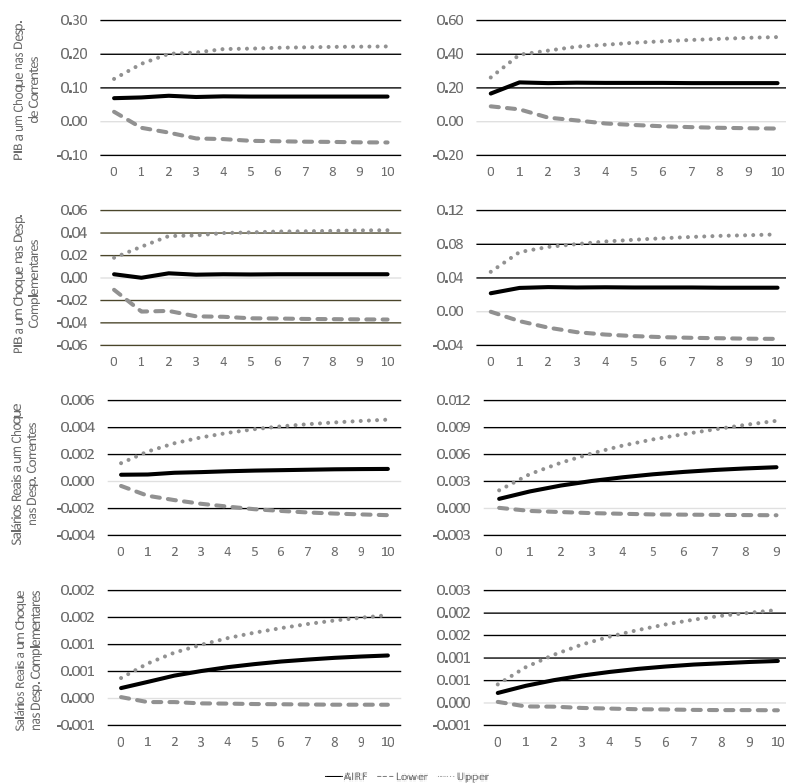 PIB a um Choque nas Desp.
de Correntes
0.30
0.20
0.10
0.00
-0.10
0 1 2 3 4 5 6 7 8 9 10
0.60
0.40
0.20
0.00
-0.20
0 1 2 3 4 5 6 7 8 9 10
PIB a um Choque nas Desp.
Complementares
0.06
0.04
0.02
0.00
-0.02
-0.04
-0.06
0 1 2 3 4 5 6 7 8 9 10
0.12
0.08
0.04
0.00
-0.04
0 1 2 3 4 5 6 7 8 9 10
Salários Reais a um Choque
nas Desp. Correntes
0.006
0.004
0.002
0.000
-0.002
-0.004
0 1 2 3 4 5 6 7 8 9 10
0.012
0.009
0.006
0.003
0.000
-0.003
0 1 2 3 4 5 6 7 8 9
Salários Reais a um Choque
nas Desp. Complementares
0.002
0.002
0.001
0.001
0.000
-0.001
0 1 2 3 4 5 6 7 8 9 10
0.003
0.002
0.002
0.001
0.001
0.000
-0.001
0 1 2 3 4 5 6 7 8 9 10
AIRF Lower Upper